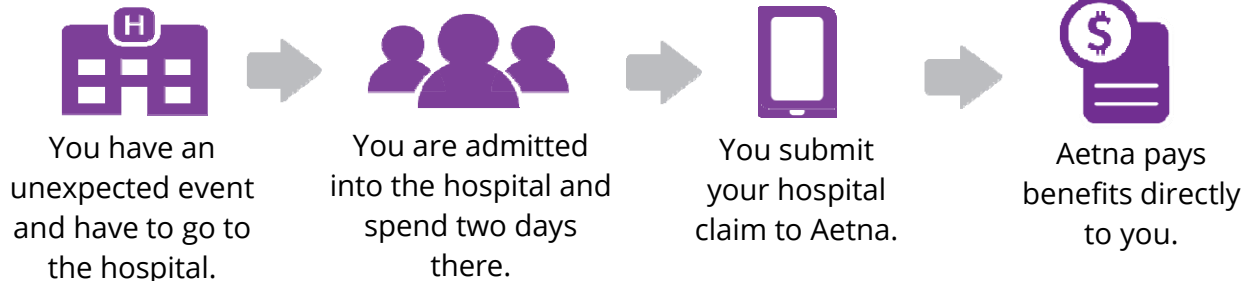 H
$
You have an
unexpected event
and have to go to
the hospital.
You are admitted
into the hospital and
spend two days
there.
You submit
your hospital
claim to Aetna.
Aetna pays
benefits directly
to you.